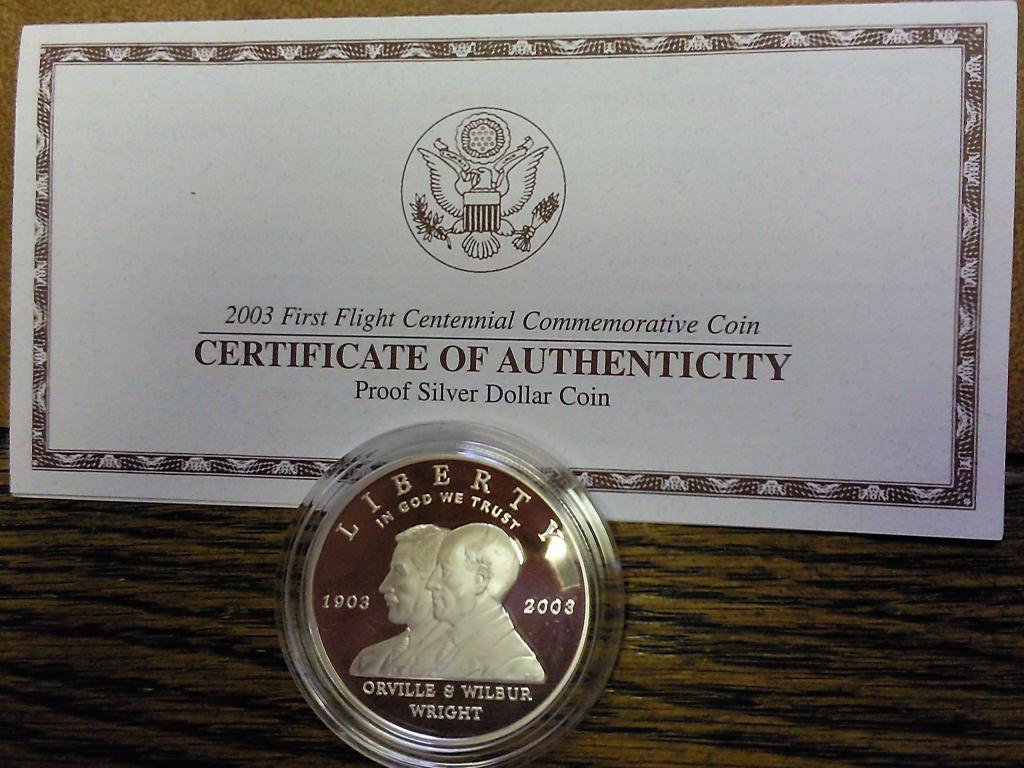 2003 First Flight Centennial Commemorative Coin
CERTIFICATE OF AUTHENTICITY
Proof Silver Dollar Coin
LIBERTY
IN GOD WE TRUST
1903 2003
ORVILLE & WILBUR
WRIGHT